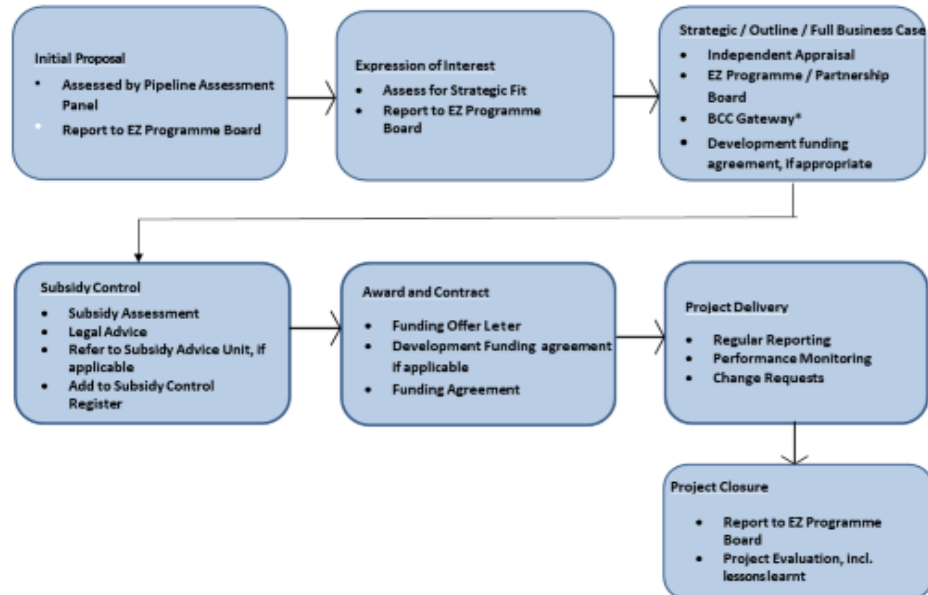 Initial Proposal
• Assessed by Pipeline Assessment
Panel
• Report to EZ Programme Board
Expression of Interest
• Assess for Strategic Fit
• Report to EZ Programme
Board
Strategic / Outline / Full Business Case
• Independent Appraisal
• EZ Programme / Partnership
Board
• BCC Gateway*
• Development funding
agreement, if appropriate
Subsidy Control
• Subsidy Assessment
• Legal Advice
• Refer to Subsidy Advice Unit, if
applicable
• Add to Subsidy Control
Register
Award and Contract
• Funding Offer Leter
• Development Funding agreement
if applicable
• Funding Agreement
Project Delivery
• Regular Reporting
• Performance Monitoring
• Change Requests
Project Closure
• Report to EZ Programme
Board
• Project Evaluation, incl.
lessons learnt